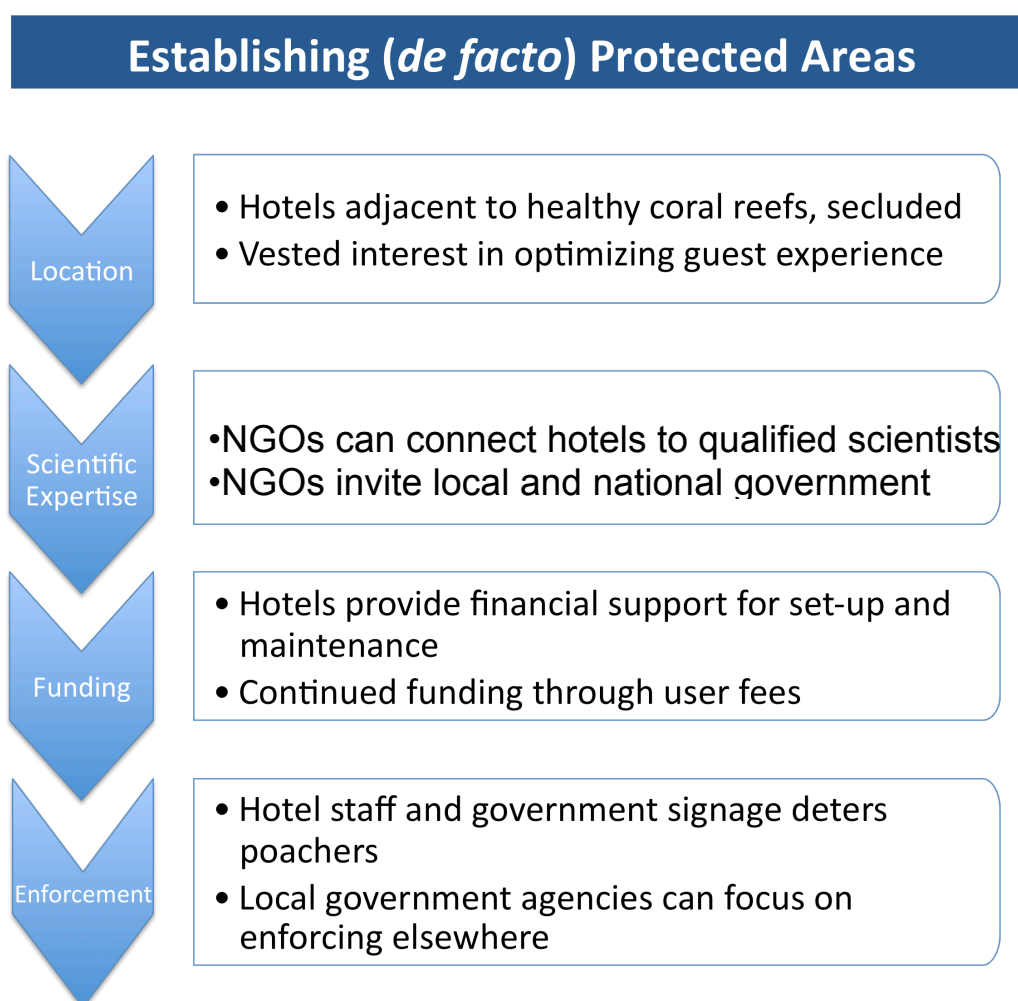 Establishing (de facto) Protected Areas
Location
• Hotels adjacent to healthy coral reefs, secluded
• Vested interest in optimizing guest experience
Scientific
Expertise
•NGOs can connect hotels to qualified scientists
•NGOs invite local and national government
Funding
• Hotels provide financial support for set-up and
maintenance
• Continued funding through user fees
Enforcement
• Hotel staff and government signage deters
poachers
• Local government agencies can focus on
enforcing elsewhere